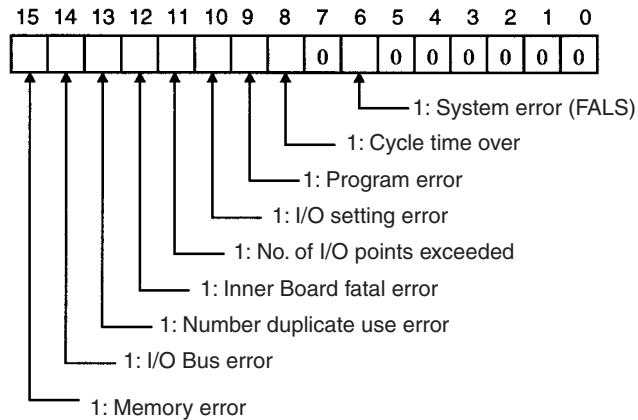 15 14 13 12 11 10 9 8 7 6 5 4 3 2 1 0
0 0 0 0 0 0 0
1: System error (FALS)
1: Cycle time over
1: Program error
1: I/O setting error
1: No. of I/O points exceeded
1: Inner Board fatal error
1: Number duplicate use error
1: I/O Bus error
1: Memory error